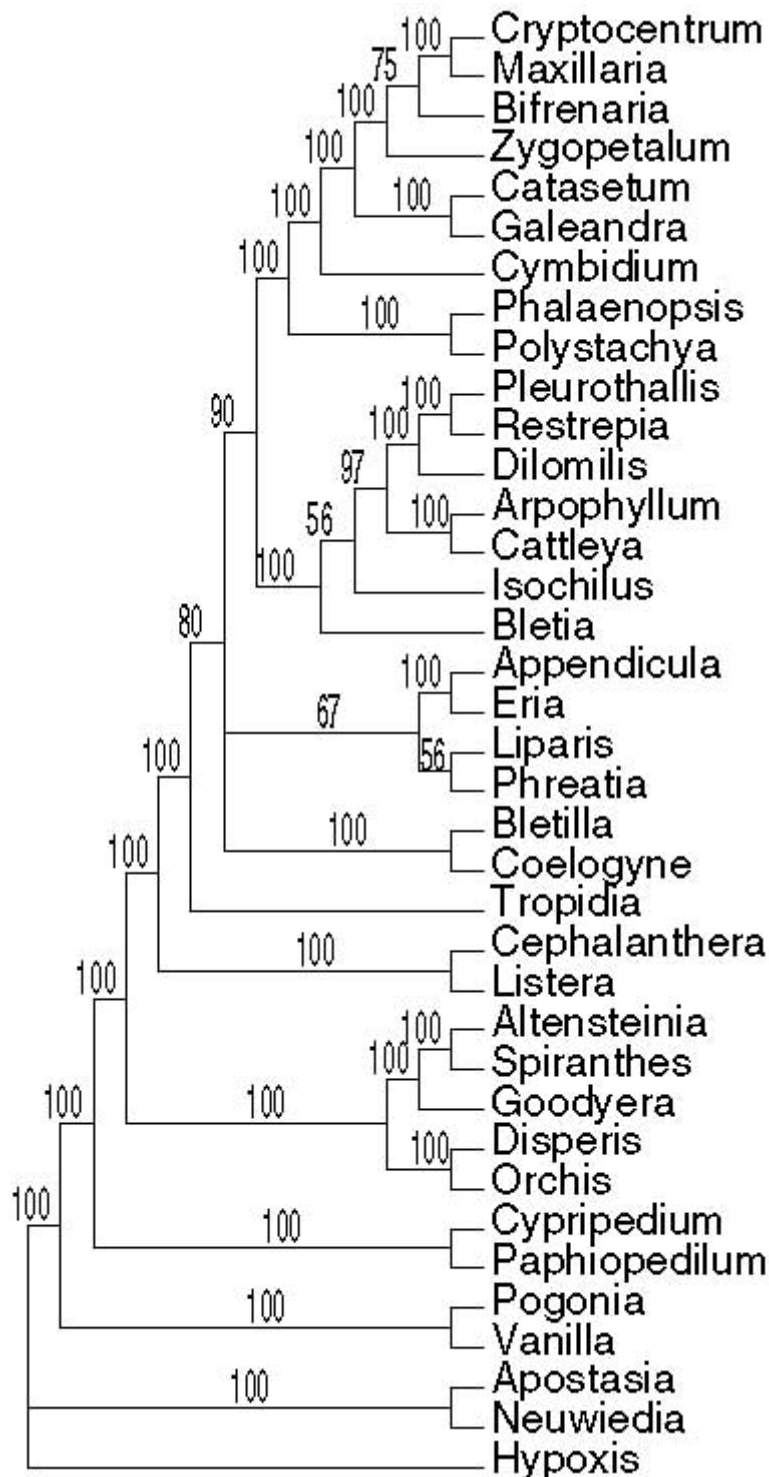 100 Cryptocentrum
75 Maxillaria
100 Bifrenaria
100 Zygopetalum
100 100 Catasetum
100 Galeandra
100 Cymbidium
100 Phalaenopsis
Polystachya
100 Pleurothallis
90 100 Restrepia
97 Dilomilis
56 100 Arpophyllum
Cattleya
100 Isochilus
80 Bletia
100 Appendicula
67 Eria
100 56 Liparis
Phreatia
100 100 Bletilla
Coelogyne
Tropidia
100 100 Cephalanthera
Listera
100 Altensteinia
100 Spiranthes
100 100 Goodyera
100 Disperis
100 Orchis
100 Cypripedium
Paphiopedilum
100 Pogonia
Vanilla
100 Apostasia
Neuwiedia
Hypoxis